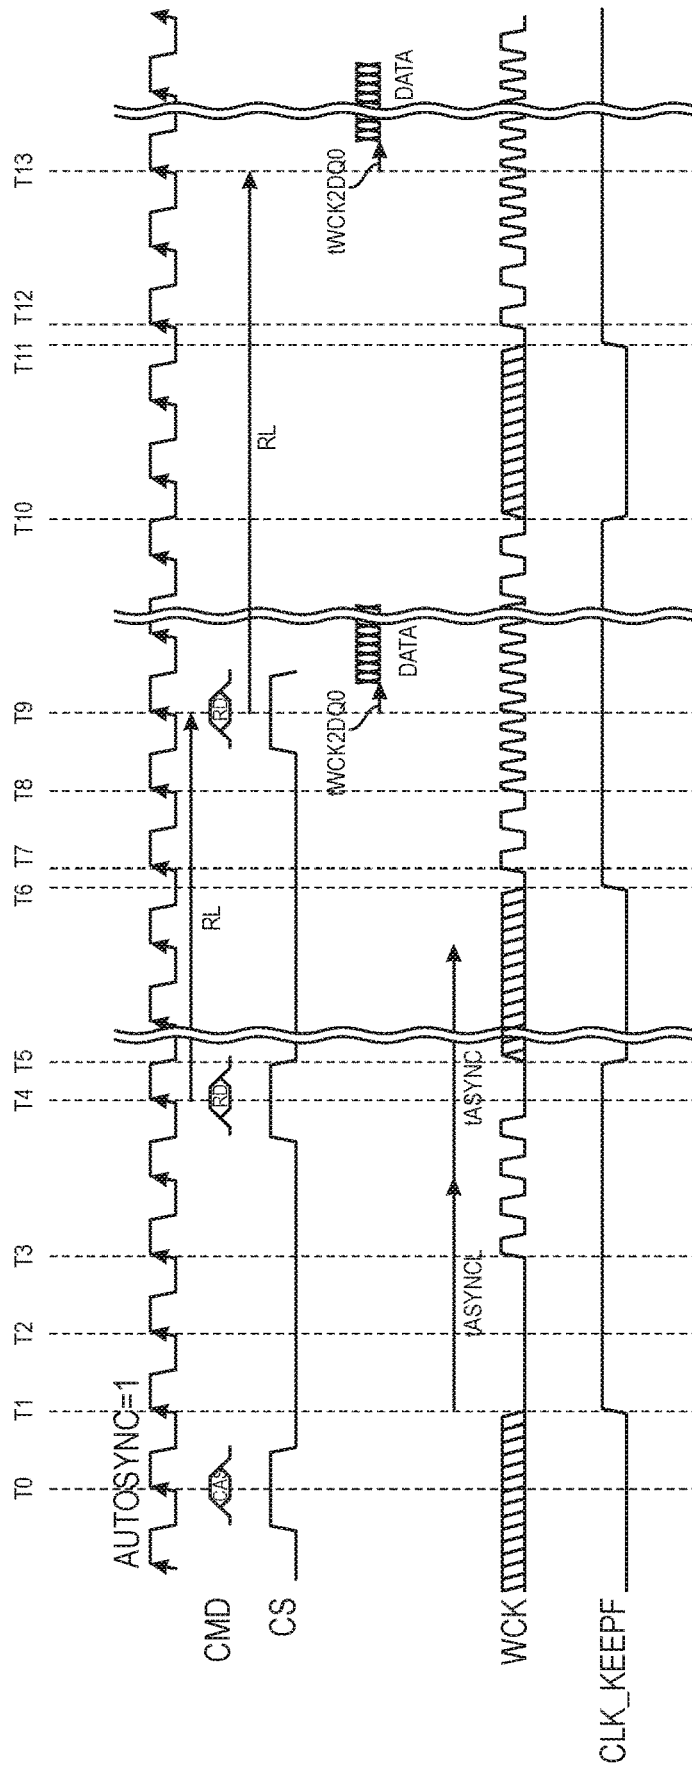 T0 T1 T2 T3 T4 T5 T6 T7 T8 T9 T10 T11 T12 T13
AUTOSYNC=1
CMD CAS RD RD
RL RL
CS
tWCK2DQ0 tWCK2DQ0
DATA DATA
tASYNCL tASYNC
WCK
CLK_KEEPF